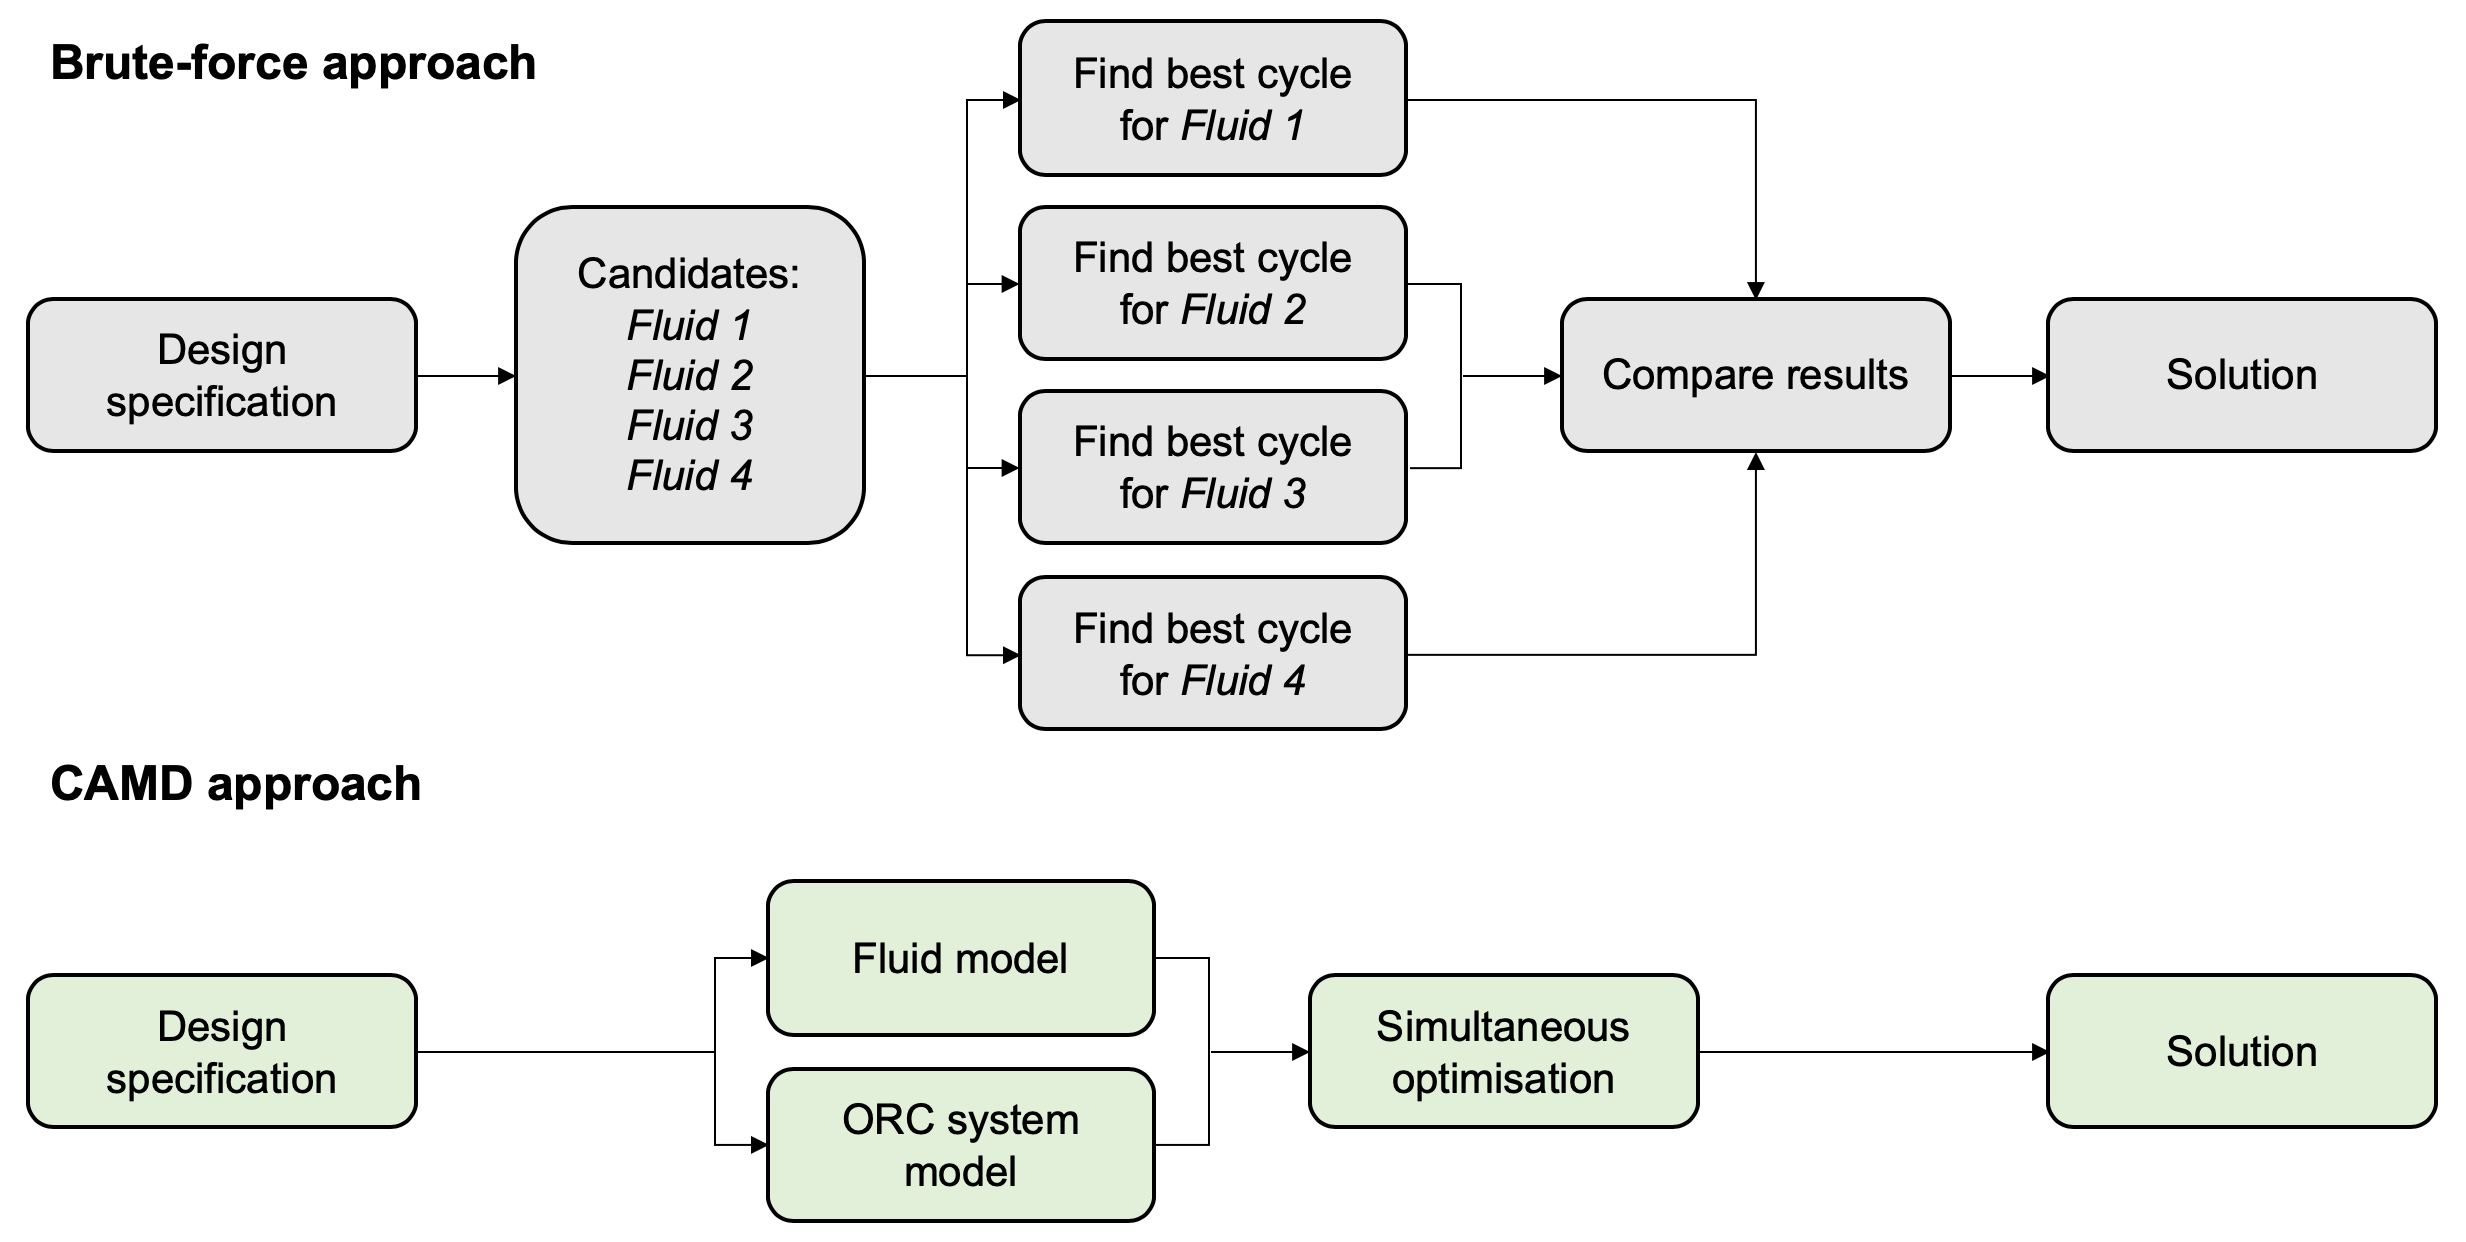 Brute-force approach
Design
specification
Candidates:
Fluid 1
Fluid 2
Fluid 3
Fluid 4
Find best cycle
for Fluid 1
Find best cycle
for Fluid 2
Find best cycle
for Fluid 3
Find best cycle
for Fluid 4
Compare results
Solution
CAMD approach
Design
specification
Fluid model
ORC system
model
Simultaneous
optimisation
Solution